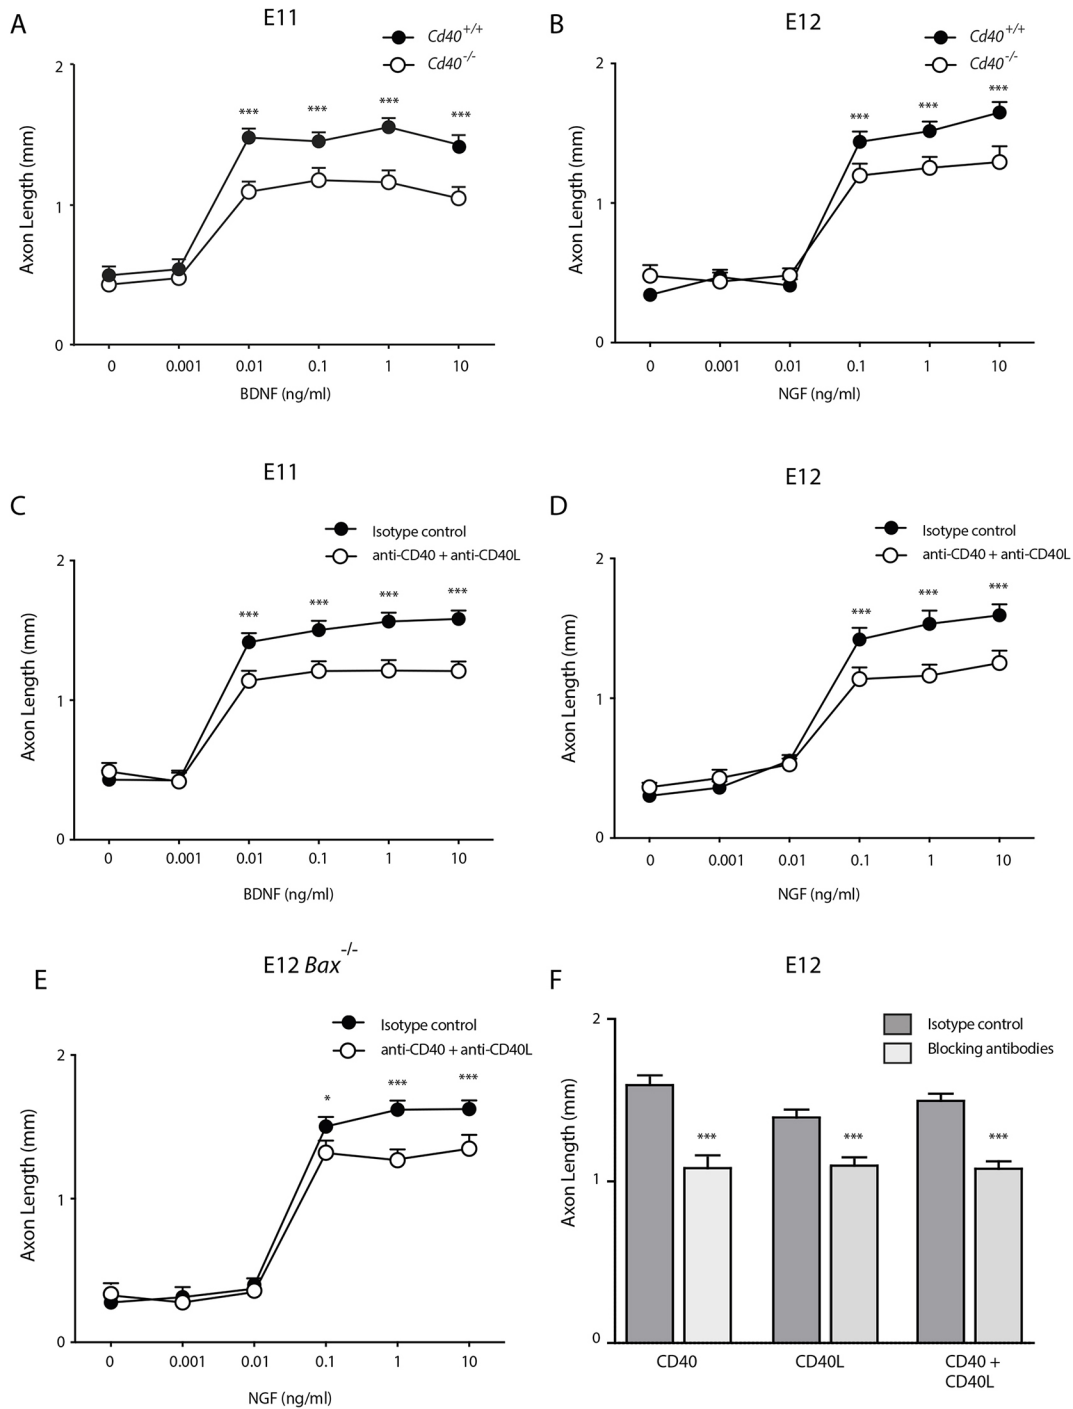 A
E11
Cd40+/+
Cd40-/-
2
1
0
Axon Length (mm)
***
***
***
***
0 0.001 0.01 0.1 1 10
BDNF (ng/ml)
B
E12
Cd40+/+
Cd40-/-
2
1
0
Axon Length (mm)
***
***
***
0 0.001 0.01 0.1 1 10
NGF (ng/ml)
C
E11
Isotype control
anti-CD40 + anti-CD40L
2
1
0
Axon Length (mm)
***
***
***
***
0 0.001 0.01 0.1 1 10
BDNF (ng/ml)
D
E12
Isotype control
anti-CD40 + anti-CD40L
2
1
0
Axon Length (mm)
***
***
***
0 0.001 0.01 0.1 1 10
NGF (ng/ml)
E
E12 Bax-/-
Isotype control
anti-CD40 + anti-CD40L
2
1
0
Axon Length (mm)
*
***
***
0 0.001 0.01 0.1 1 10
NGF (ng/ml)
F
E12
Isotype control
Blocking antibodies
2
1
0
Axon Length (mm)
***
***
***
CD40 CD40L CD40 +
CD40L